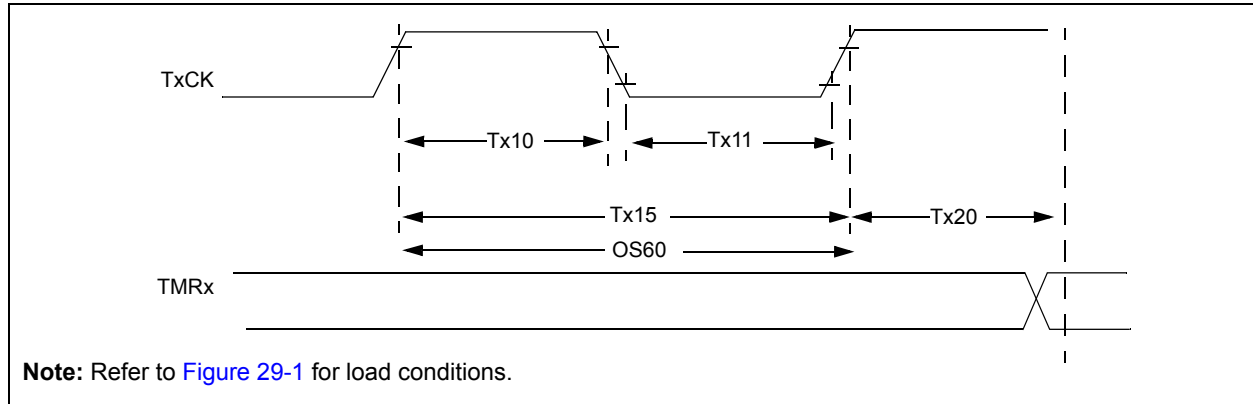 TxCK
Tx10
Tx11
Tx15
Tx20
OS60
TMRx
Note: Refer to Figure 29-1 for load conditions.